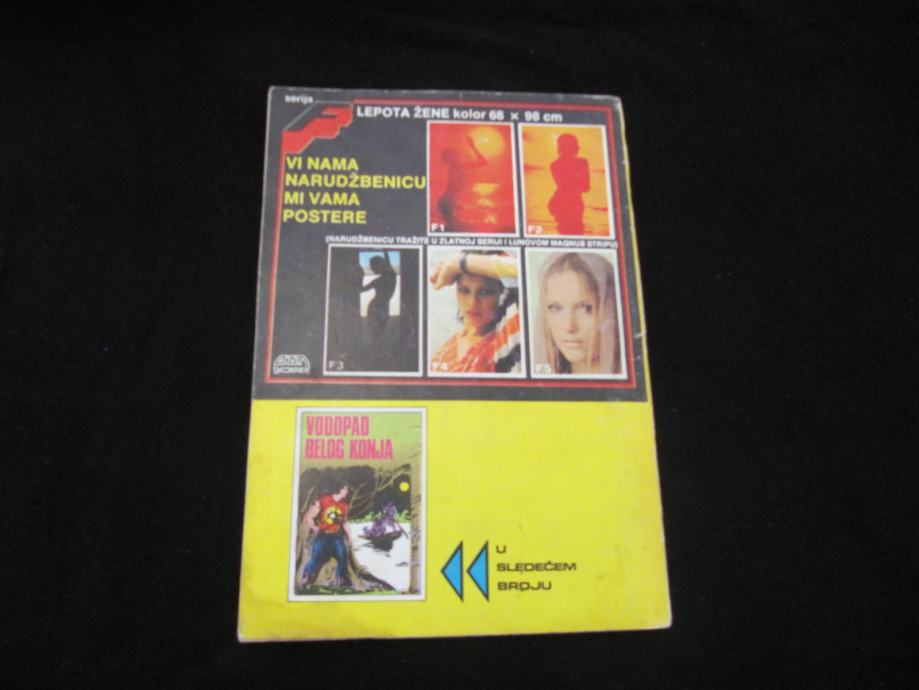 serija
F
LEPOTA ŽENE kolor 68 × 98 cm
VI NAMA
NARUDŽBENICU
MI VAMA
POSTERE
F1
F2
(NARUDŽBENICU TRAŽITE U ZLATNOJ SERIJI I LUNOVOM MAGNUS STRIPU)
F3
F4
F5
VODOPAD
BELOG KONJA
U
SLEDEĆEM
BROJU